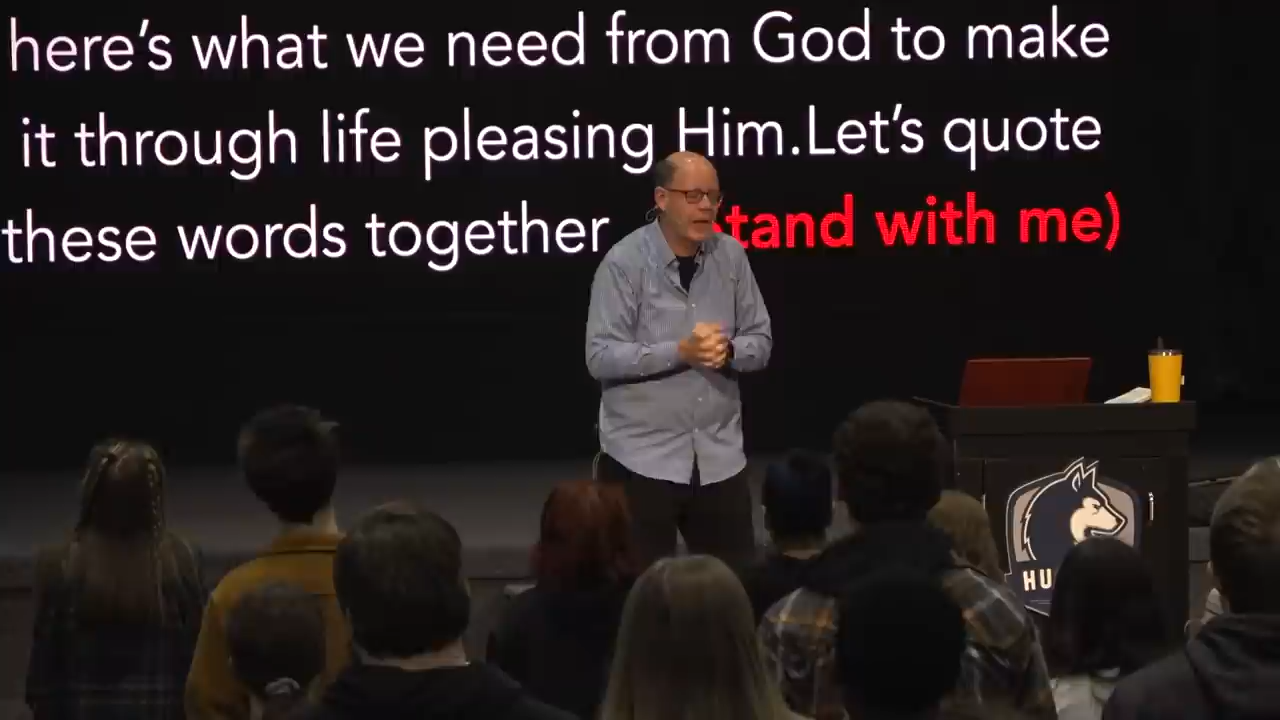 here's what we need from God to make
it through life pleasing Him.Let's quote
these words together tand with me)
HU